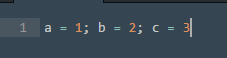 1 a = 1; b = 2; c = 3